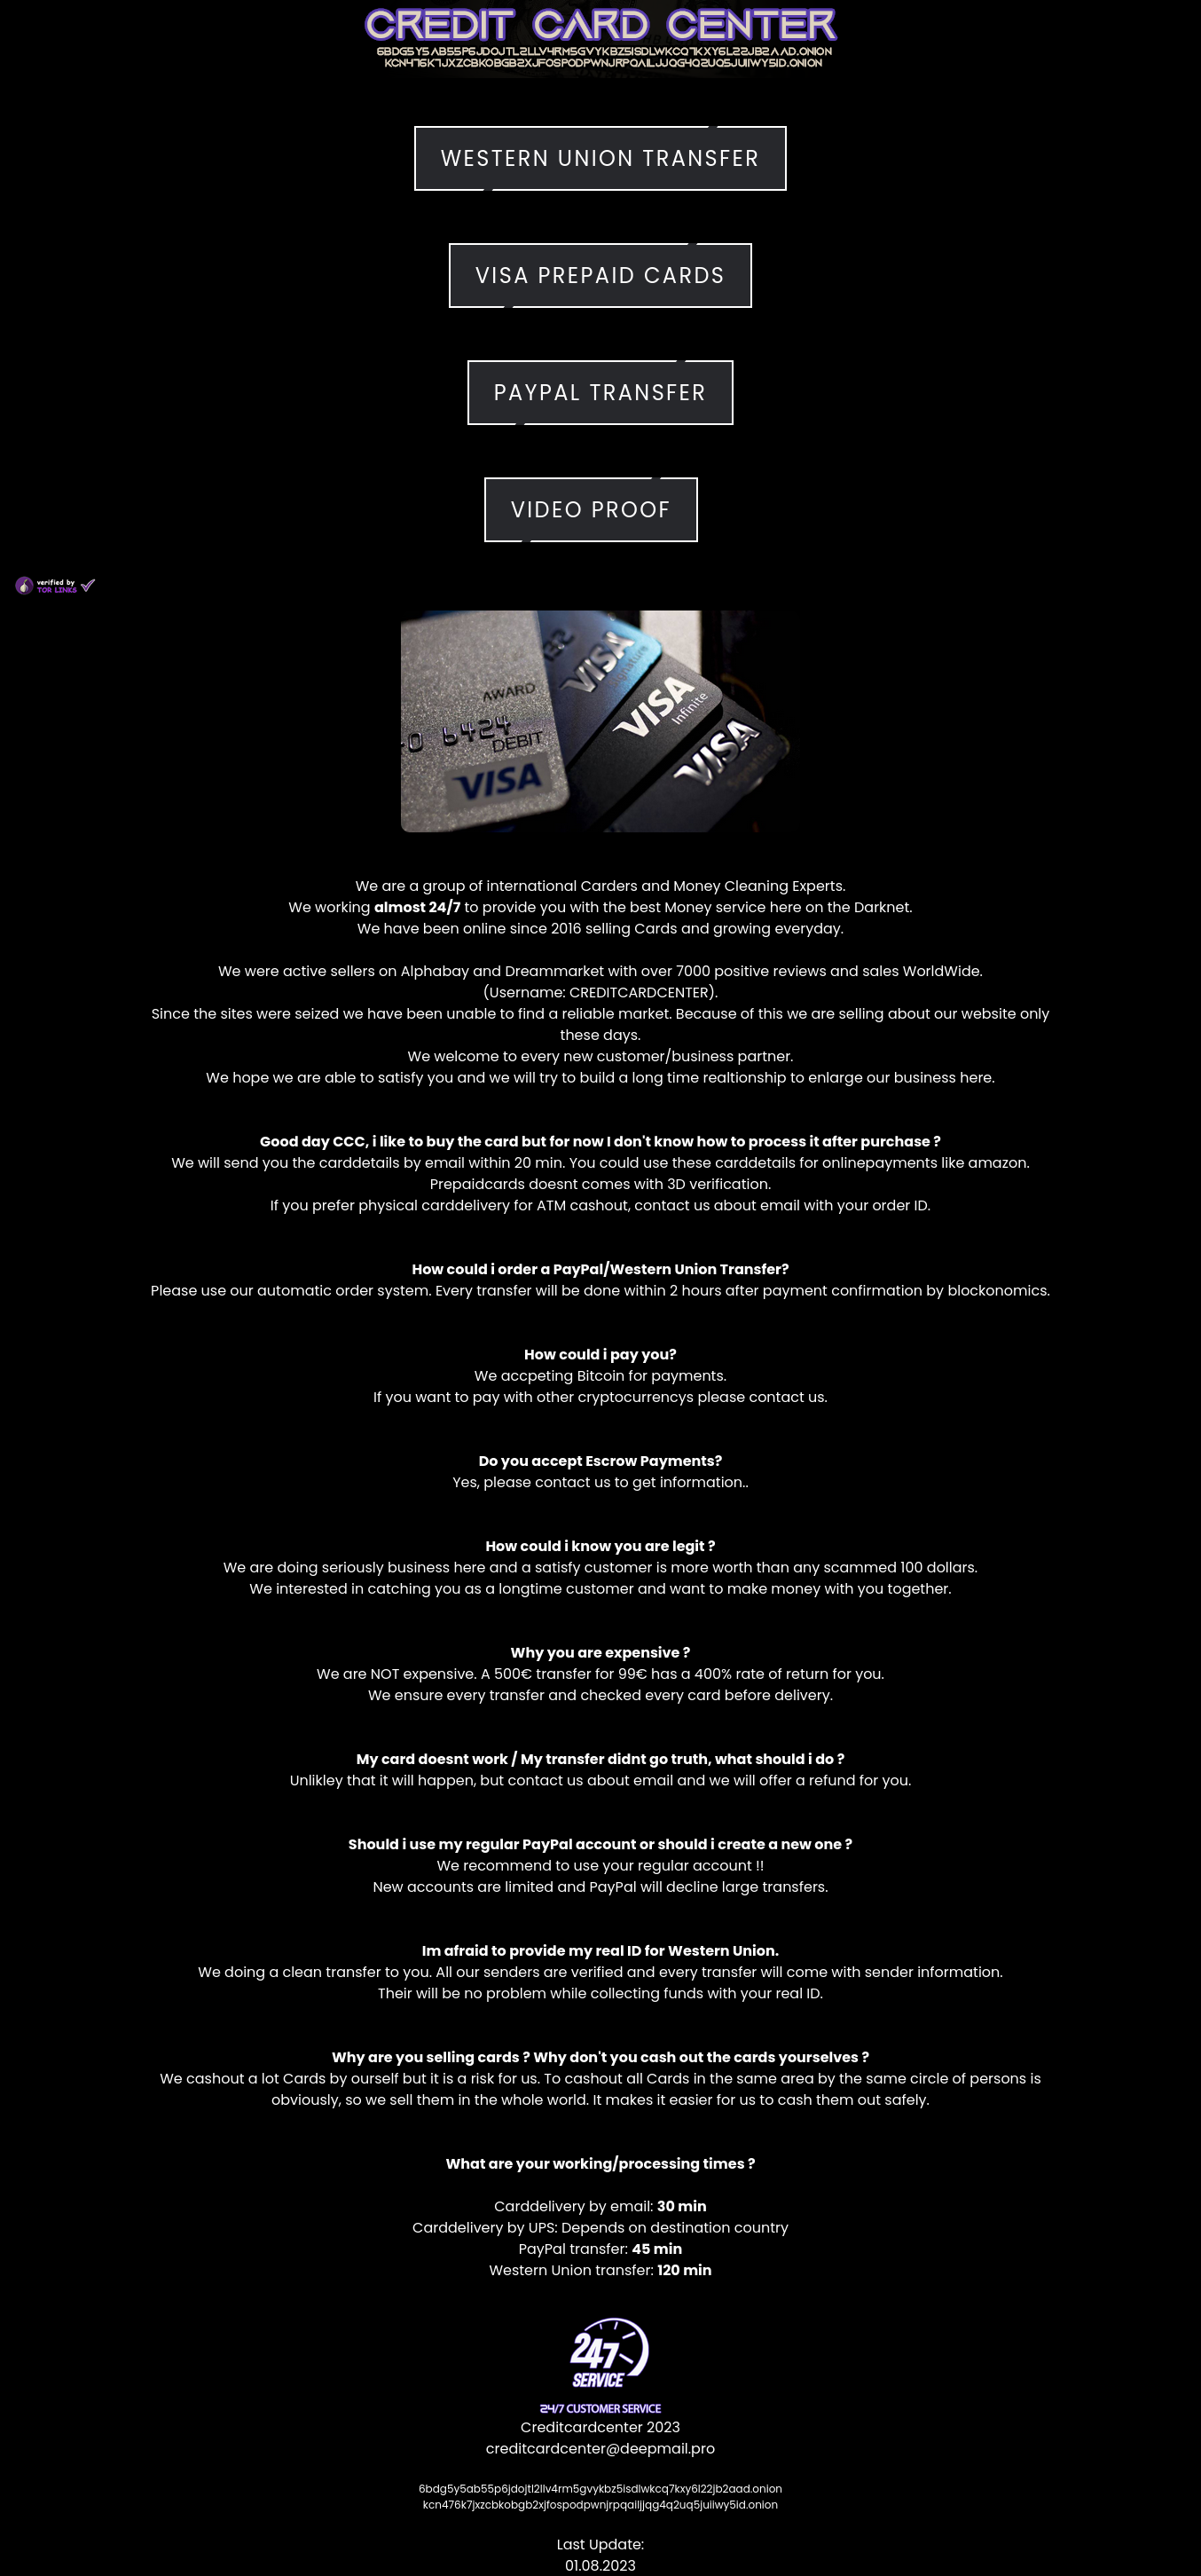 CREDIT CARD CENTER
WESTERN UNION TRANSFER
VISA PREPAID CARDS
PAYPAL TRANSFER
VIDEO PROOF
verified by
TOR LINKS
AWARD
VISA
Signature
VISA
Infinite
0 6424
DEBIT
VISA
VISA
Signature
We are a group of international Carders and Money Cleaning Experts.
We working almost 24/7 to provide you with the best Money service here on the Darknet.
We have been online since 2016 selling Cards and growing everyday.
We were active sellers on Alphabay and Dreammarket with over 7000 positive reviews and sales WorldWide.
(Username: CREDITCARDCENTER).
Since the sites were seized we have been unable to find a reliable market. Because of this we are selling about our website only
these days.
We welcome to every new customer/business partner.
We hope we are able to satisfy you and we will try to build a long time realtionship to enlarge our business here.
Good day CCC, i like to buy the card but for now I don't know how to process it after purchase ?
We will send you the carddetails by email within 20 min. You could use these carddetails for onlinepayments like amazon.
Prepaidcards doesnt comes with 3D verification.
If you prefer physical carddelivery for ATM cashout, contact us about email with your order ID.
How could i order a PayPal/Western Union Transfer?
Please use our automatic order system. Every transfer will be done within 2 hours after payment confirmation by blockonomics.
How could i pay you?
We accpeting Bitcoin for payments.
If you want to pay with other cryptocurrencys please contact us.
Do you accept Escrow Payments?
Yes, please contact us to get information..
How could i know you are legit ?
We are doing seriously business here and a satisfy customer is more worth than any scammed 100 dollars.
We interested in catching you as a longtime customer and want to make money with you together.
Why you are expensive ?
We are NOT expensive. A 500€ transfer for 99€ has a 400% rate of return for you.
We ensure every transfer and checked every card before delivery.
My card doesnt work / My transfer didnt go truth, what should i do ?
Unlikley that it will happen, but contact us about email and we will offer a refund for you.
Should i use my regular PayPal account or should i create a new one ?
We recommend to use your regular account !!
New accounts are limited and PayPal will decline large transfers.
Im afraid to provide my real ID for Western Union.
We doing a clean transfer to you. All our senders are verified and every transfer will come with sender information.
Their will be no problem while collecting funds with your real ID.
Why are you selling cards ? Why don't you cash out the cards yourselves ?
We cashout a lot Cards by ourself but it is a risk for us. To cashout all Cards in the same area by the same circle of persons is
obviously, so we sell them in the whole world. It makes it easier for us to cash them out safely.
What are your working/processing times ?
Carddelivery by email: 30 min
Carddelivery by UPS: Depends on destination country
PayPal transfer: 45 min
Western Union transfer: 120 min
247
SERVICE
24/7 CUSTOMER SERVICE
Creditcardcenter 2023
creditcardcenter@deepmail.pro
Last Update:
01.08.2023